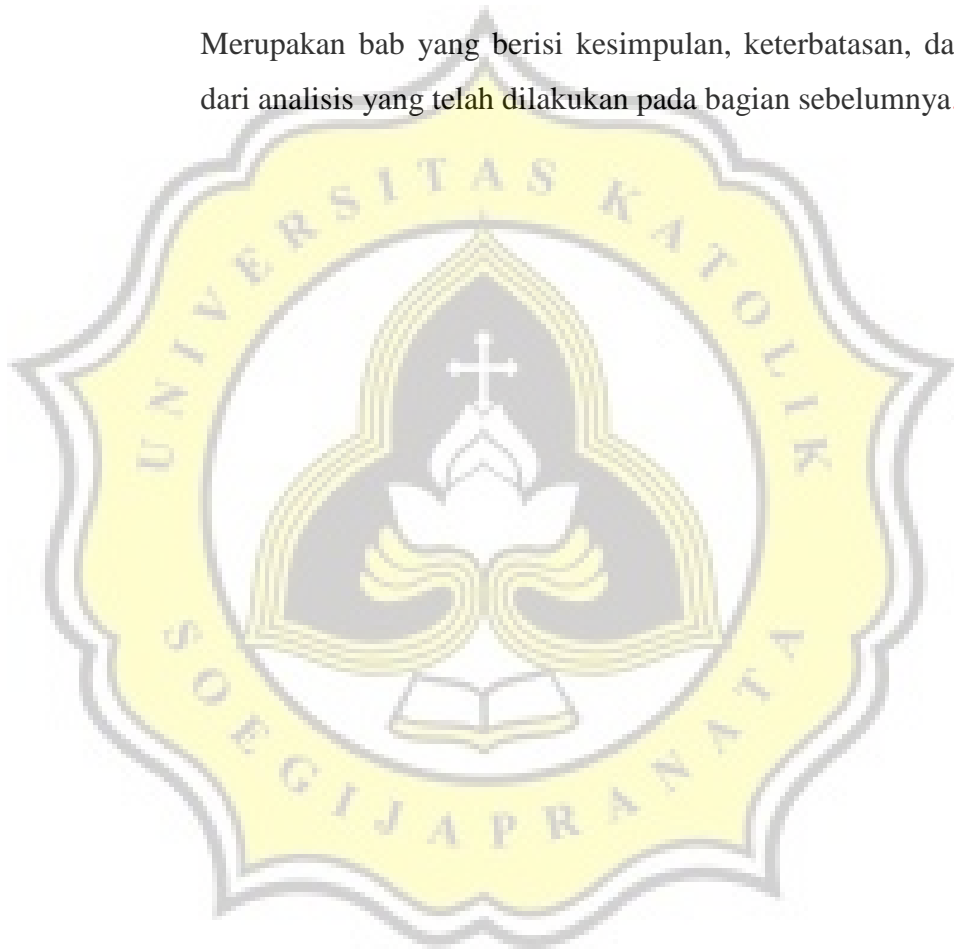 Merupakan bab yang berisi kesimpulan, keterbatasan, da
dari analisis yang telah dilakukan pada bagian sebelumnya.
UNIVERSITAS KATOLIK
SOEGIJAPRANATA